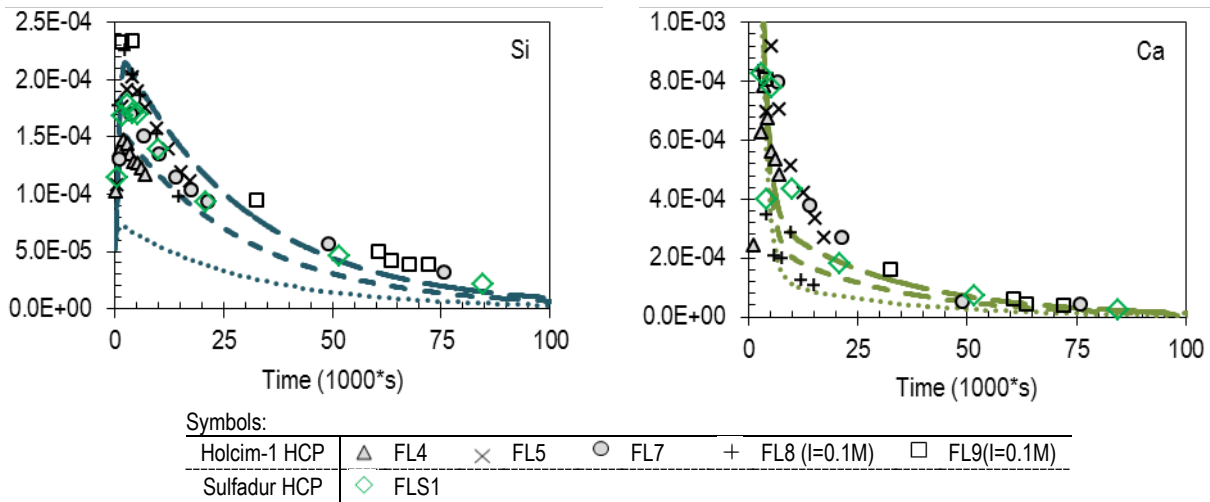 2.5E-04
2.0E-04
1.5E-04
1.0E-04
5.0E-05
0.0E+00
Si
0 25 50 75 100
Time (1000*s)
1.0E-03
8.0E-04
6.0E-04
4.0E-04
2.0E-04
0.0E+00
Ca
0 25 50 75 100
Time (1000*s)
Symbols:
Holcim-1 HCP FL4 FL5 FL7 FL8 (I=0.1M) FL9(I=0.1M)
Sulfadur HCP FLS1